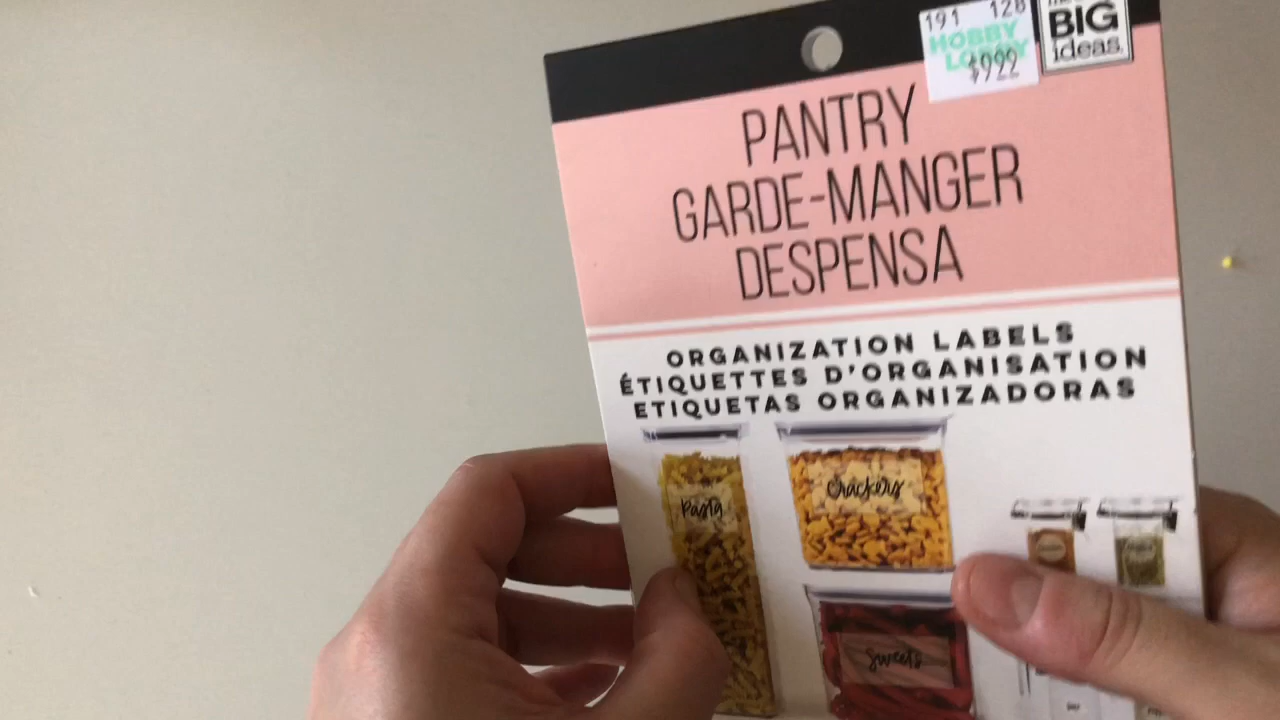 191 128
HOBBY
LOBBY
$9.99
BIG
ideas.
PANTRY
GARDE-MANGER
DESPENSA
ORGANIZATION LABELS
ÉTIQUETTES D'ORGANISATION
ETIQUETAS ORGANIZADORAS
Pasta
Crackers
Sweets